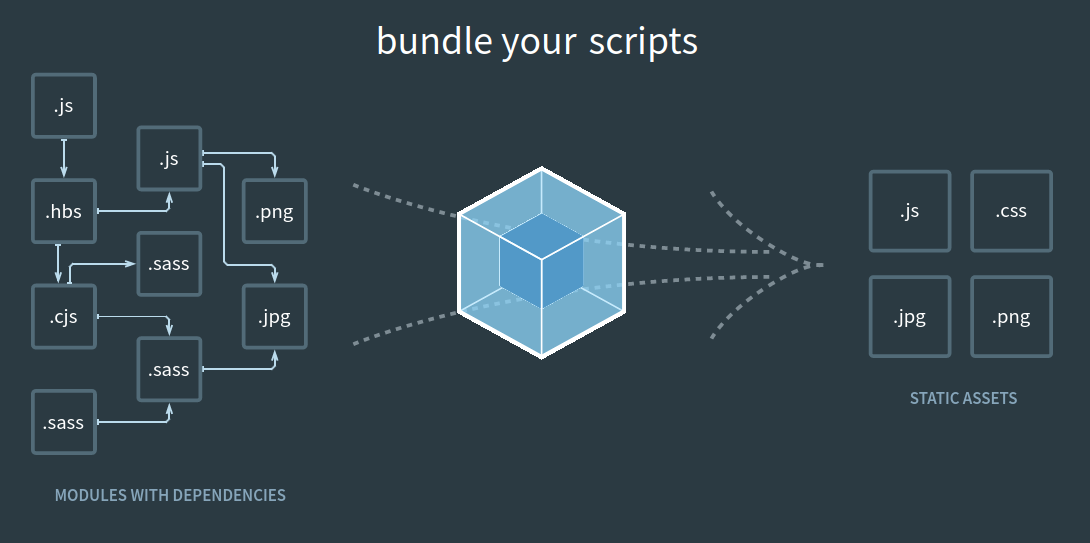 bundle your scripts
.js
.js
.hbs
.png
.sass
.cjs
.jpg
.sass
.sass
MODULES WITH DEPENDENCIES
.js
.css
.jpg
.png
STATIC ASSETS